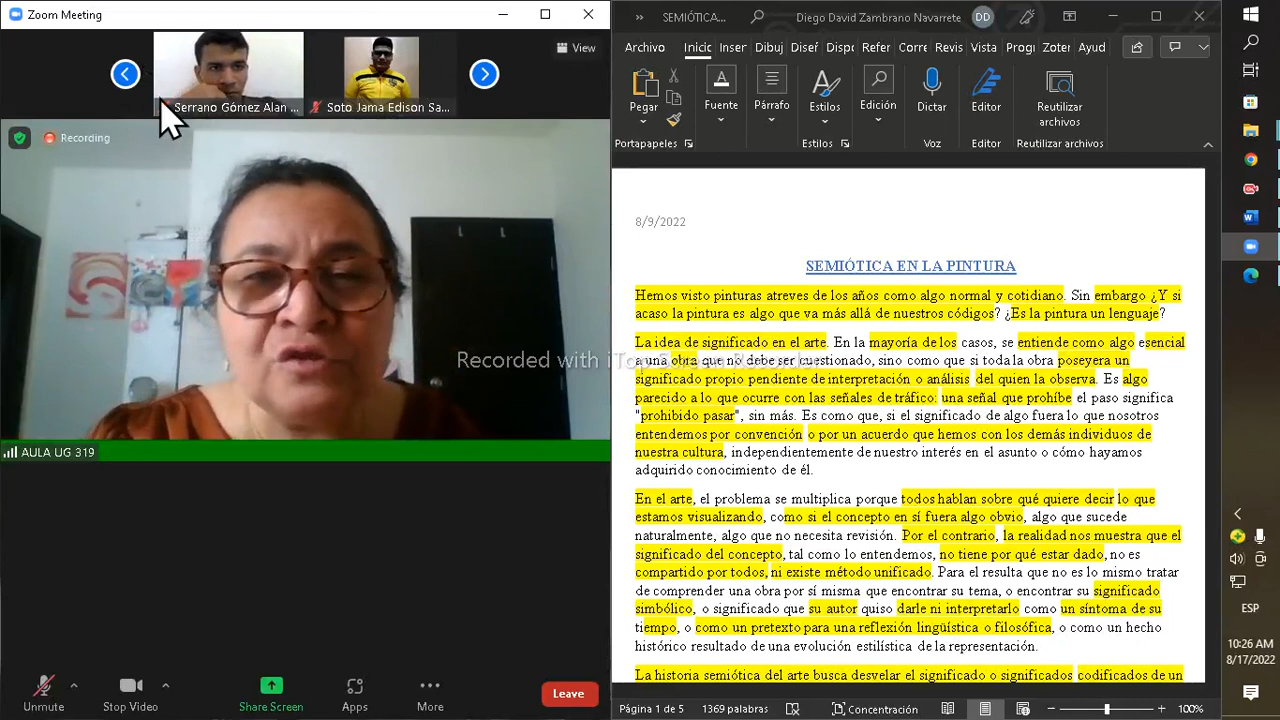 Zoom Meeting
View
Serrano Gómez Alan ...
Soto Jama Edison Sa...
Recording
AULA UG 319
Unmute
Stop Video
Share Screen
Apps
More
Leave
SEMIÓTICA...
Diego David Zambrano Navarrete
DD
Archivo
Inicio
Inser
Dibuj
Diseñ
Dispo
Refer
Corre
Revis
Vista
Progr
Zoter
Ayud
Pegar
Fuente
Párrafo
Estilos
Edición
Dictar
Editor
Reutilizar
archivos
Portapapeles
Estilos
Voz
Editor
Reutilizar archivos
8/9/2022
SEMIÓTICA EN LA PINTURA
Hemos visto pinturas atreves de los años como algo normal y cotidiano. Sin embargo ¿Y si
acaso la pintura es algo que va más allá de nuestros códigos? ¿Es la pintura un lenguaje?
La idea de significado en el arte. En la mayoría de los casos, se entiende como algo esencial
a una obra que no debe ser cuestionado, sino como que si toda la obra poseyera un
significado propio pendiente de interpretación o análisis del quien la observa. Es algo
parecido a lo que ocurre con las señales de tráfico: una señal que prohíbe el paso significa
"prohibido pasar", sin más. Es como que, si el significado de algo fuera lo que nosotros
entendemos por convención o por un acuerdo que hemos con los demás individuos de
nuestra cultura, independientemente de nuestro interés en el asunto o cómo hayamos
adquirido conocimiento de él.
En el arte, el problema se multiplica porque todos hablan sobre qué quiere decir lo que
estamos visualizando, como si el concepto en sí fuera algo obvio, algo que sucede
naturalmente, algo que no necesita revisión. Por el contrario, la realidad nos muestra que el
significado del concepto, tal como lo entendemos, no tiene por qué estar dado, no es
compartido por todos, ni existe método unificado. Para el resulta que no es lo mismo tratar
de comprender una obra por sí misma que encontrar su tema, o encontrar su significado
simbólico, o significado que su autor quiso darle ni interpretarlo como un síntoma de su
tiempo, o como un pretexto para una reflexión lingüística o filosófica, o como un hecho
histórico resultado de una evolución estilística de la representación.
La historia semiótica del arte busca desvelar el significado o significados codificados de un
Recorded with iTop Screen Recorder
Página 1 de 5
1369 palabras
Concentración
100%
ESP
10:26 AM
8/17/2022